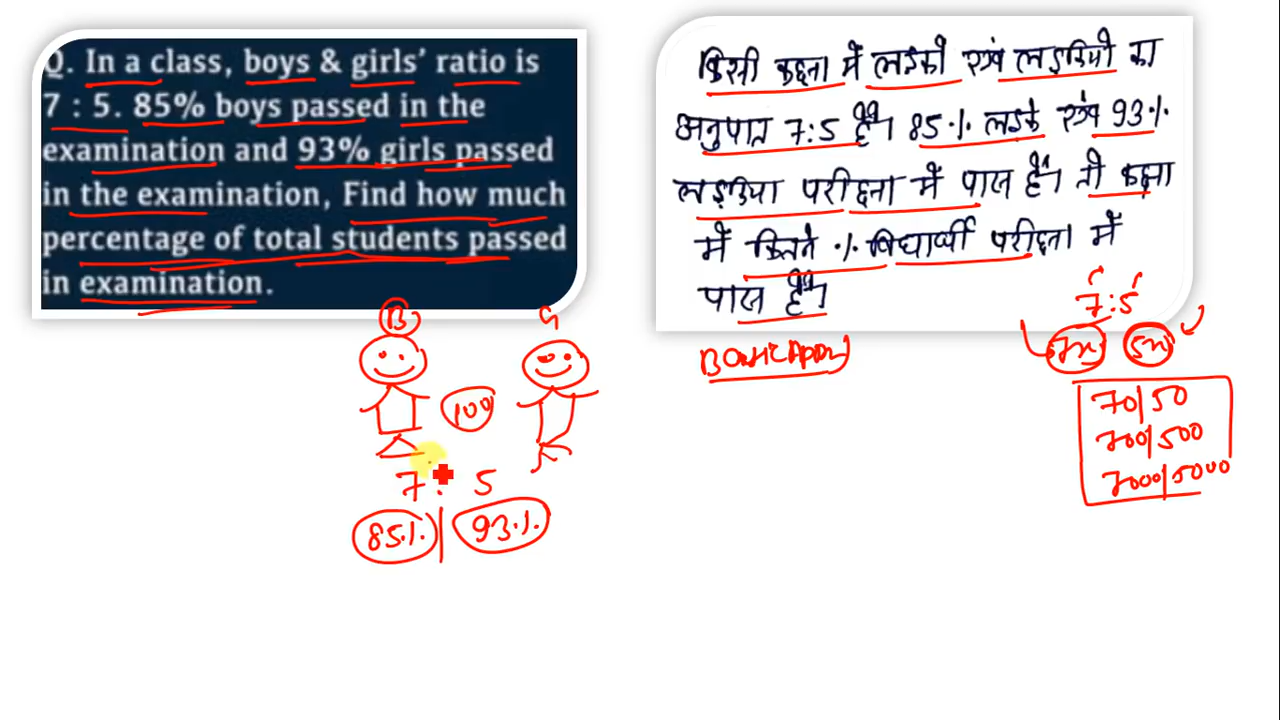 Q. In a class, boys & girls’ ratio is
7 : 5. 85% boys passed in the
examination and 93% girls passed
in the examination, Find how much
percentage of total students passed
in examination.
किसी कक्षा में लड़कों एवं लड़कियों का
अनुपात 7:5 है। 85% लड़के एवं 93%
लड़किया परीक्षा में पास हैं। तो कक्षा
में कितने % विद्यार्थी परीक्षा में
पास हैं।
B G
100
7 : 5
85% | 93%
7:5
7x 5x
70/50
700/500
7000/5000